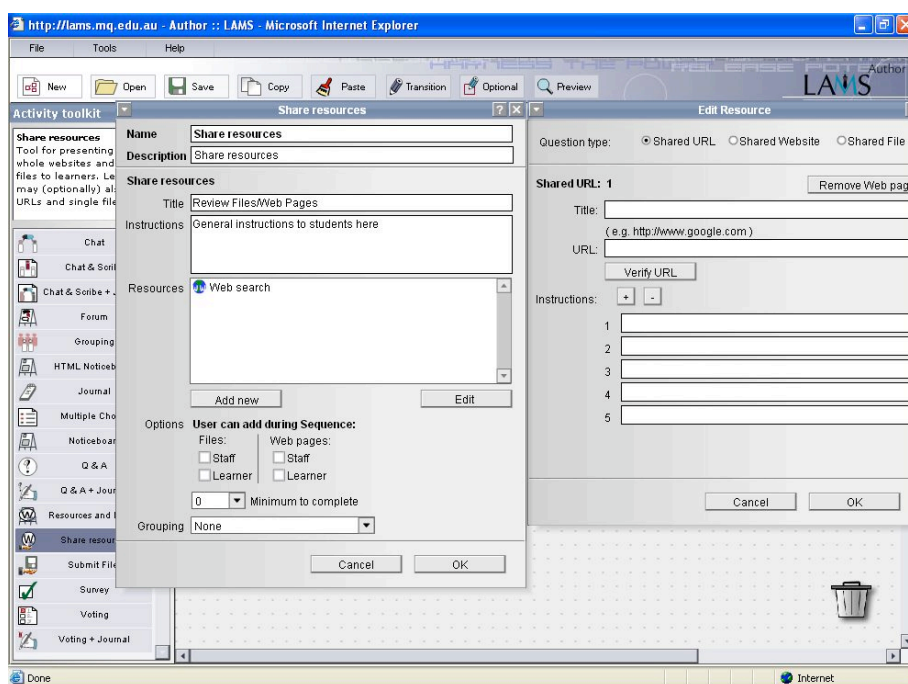 http://lams.mq.edu.au - Author :: LAMS - Microsoft Internet Explorer
File Tools Help
New Open Save Copy Paste Transition Optional Preview
Author
LAMS
Activity toolkit
Share resources
Tool for presenting
whole websites and
files to learners. Le
may (optionally) al
URLs and single file
Chat
Chat & Scri
Chat & Scribe +
Forum
Grouping
HTML Noticeb
Journal
Multiple Cho
Noticeboar
Q & A
Q & A + Jour
Resources and
Share resour
Submit File
Survey
Voting
Voting + Journal
Share resources
Name Share resources
Description Share resources
Share resources
Title Review Files/Web Pages
Instructions General instructions to students here
Resources Web search
Add new Edit
Options User can add during Sequence:
Files: Web pages:
Staff Staff
Learner Learner
0 Minimum to complete
Grouping None
Cancel OK
Edit Resource
Question type: Shared URL Shared Website Shared File
Shared URL: 1 Remove Web pag
Title:
(e.g. http://www.google.com)
URL:
Verify URL
Instructions: + -
1
2
3
4
5
Cancel OK
Done Internet